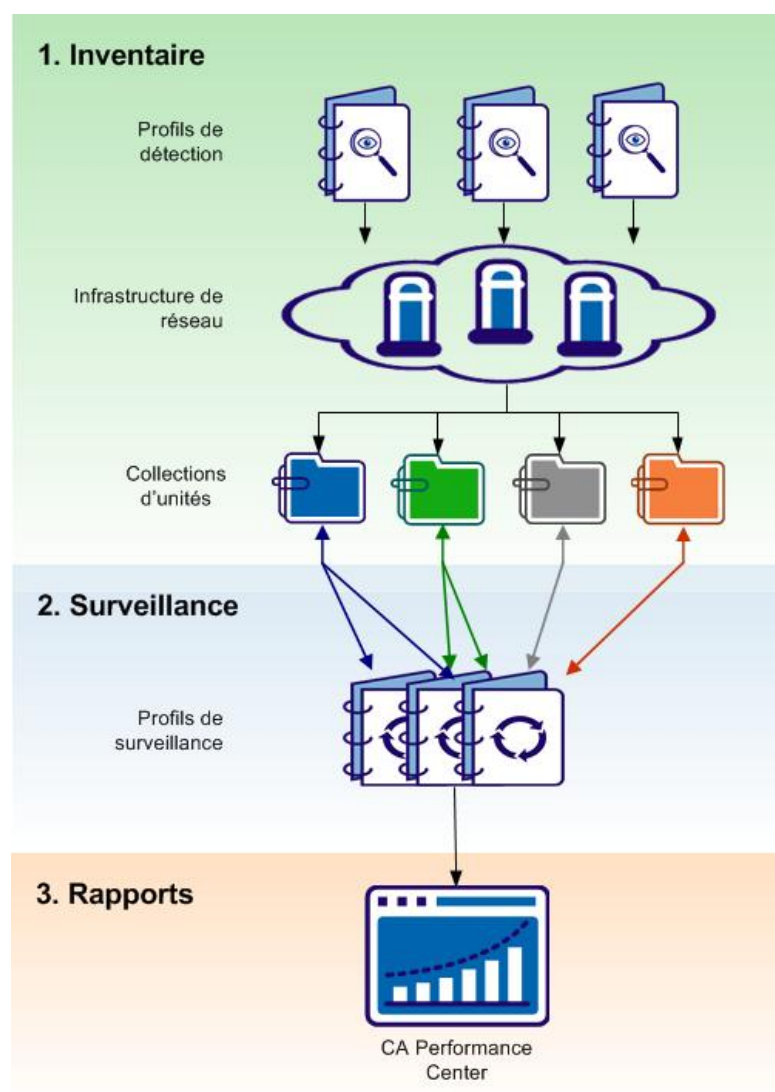 1. Inventaire
Profils de
détection
Infrastructure de
réseau
Collections
d'unités
2. Surveillance
Profils de
surveillance
3. Rapports
CA Performance
Center